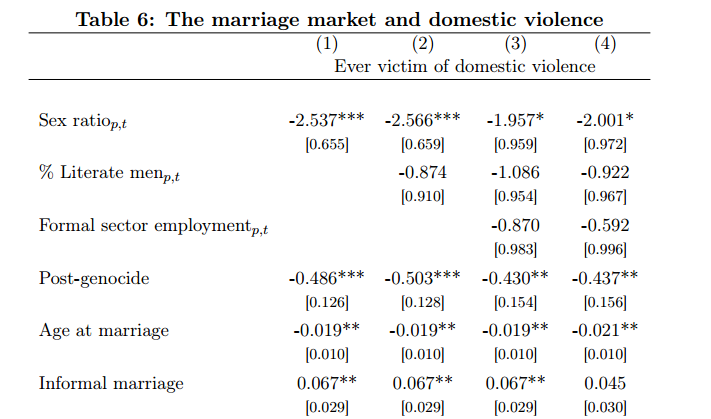 Table 6: The marriage market and domestic violence
(1) (2) (3) (4)
Ever victim of domestic violence
Sex ratiop,t -2.537*** -2.566*** -1.957* -2.001*
[0.655] [0.659] [0.959] [0.972]
% Literate menp,t -0.874 -1.086 -0.922
[0.910] [0.954] [0.967]
Formal sector employmentp,t -0.870 -0.592
[0.983] [0.996]
Post-genocide -0.486*** -0.503*** -0.430** -0.437**
[0.126] [0.128] [0.154] [0.156]
Age at marriage -0.019** -0.019** -0.019** -0.021**
[0.010] [0.010] [0.010] [0.010]
Informal marriage 0.067** 0.067** 0.067** 0.045
[0.029] [0.029] [0.029] [0.030]